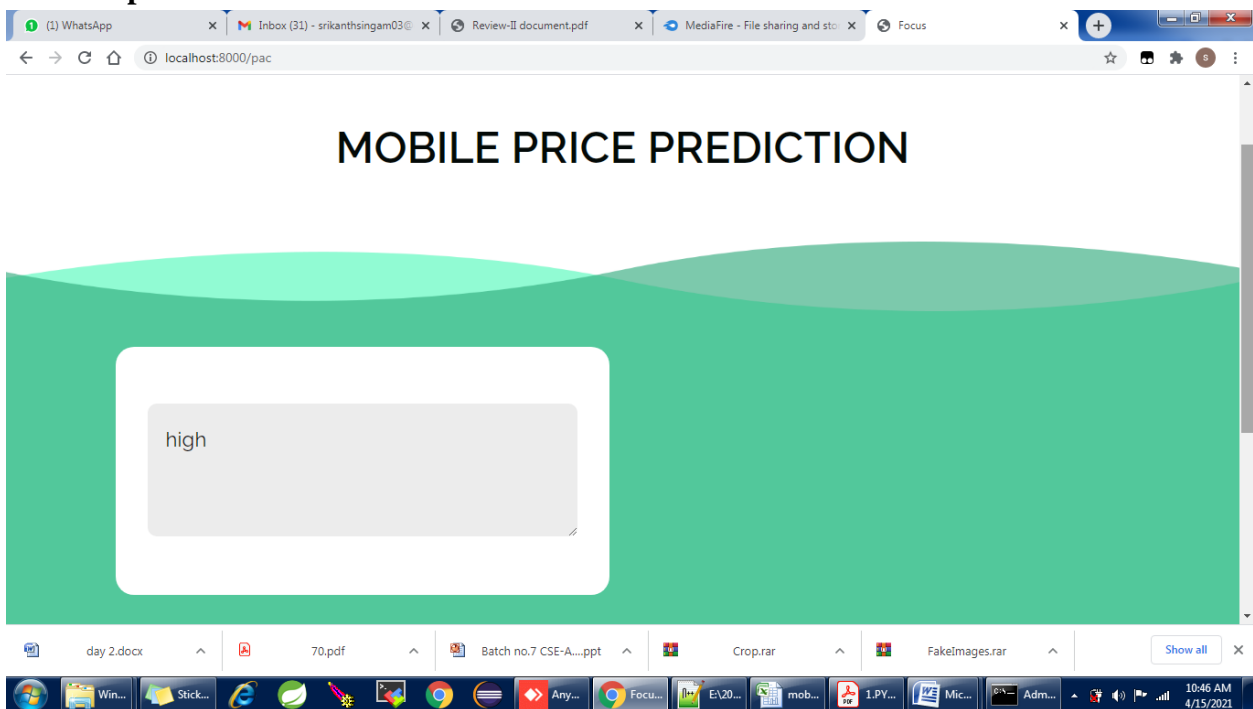 (1) WhatsApp
Inbox (31) - srikanthsingam03@
Review-II document.pdf
MediaFire - File sharing and sto
Focus
localhost:8000/pac
S
MOBILE PRICE PREDICTION
high
day 2.docx
70.pdf
Batch no.7 CSE-A....ppt
Crop.rar
FakeImages.rar
Show all
Win...
Stick...
Any...
Focu...
E:\20...
mob...
1.PY...
Mic...
Adm...
10:46 AM
4/15/2021